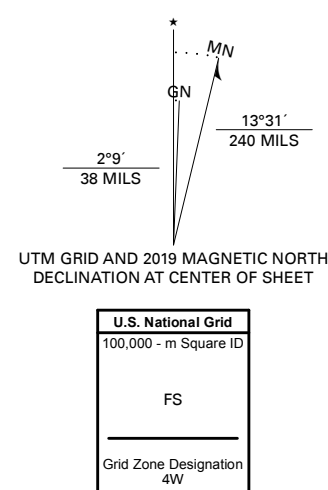 ★
MN
GN
13°31´
240 MILS
2°9´
38 MILS
UTM GRID AND 2019 MAGNETIC NORTH
DECLINATION AT CENTER OF SHEET
U.S. National Grid
100,000 - m Square ID
FS
Grid Zone Designation
4W